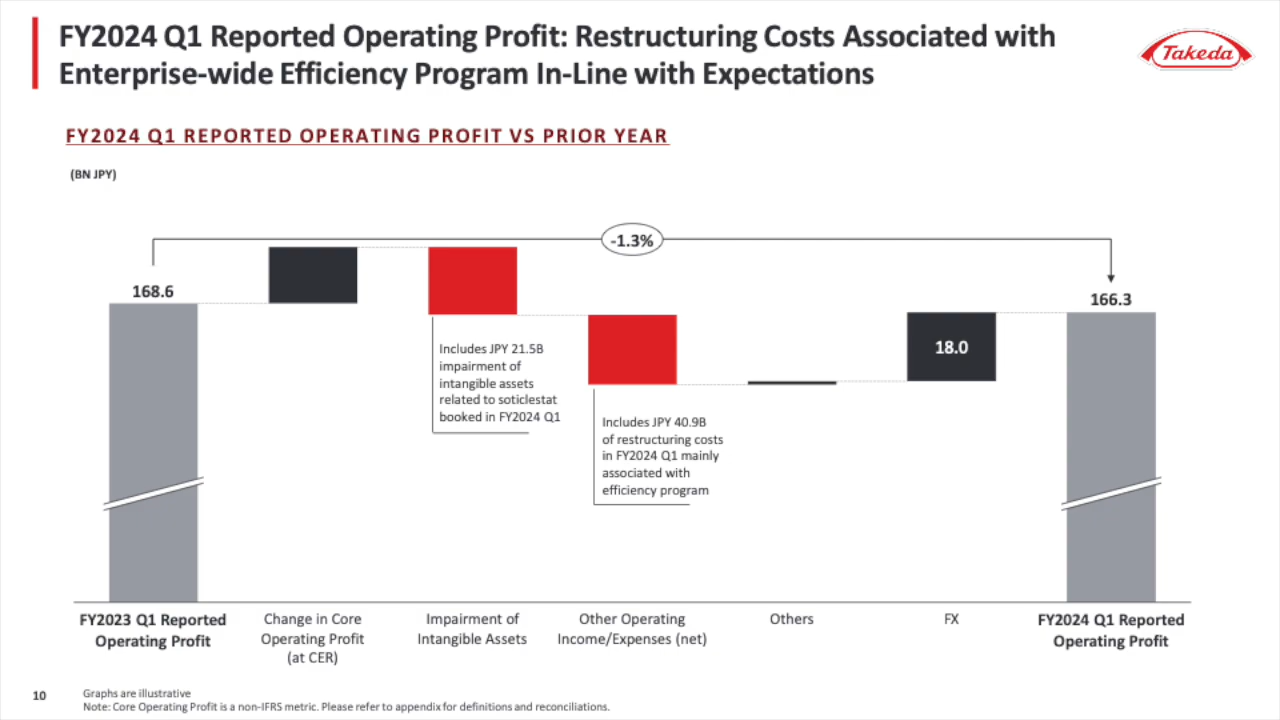 FY2024 Q1 Reported Operating Profit: Restructuring Costs Associated with
Enterprise-wide Efficiency Program In-Line with Expectations
Takeda
FY2024 Q1 REPORTED OPERATING PROFIT VS PRIOR YEAR
(BN JPY)
-1.3%
168.6
166.3
18.0
Includes JPY 21.5B
impairment of
intangible assets
related to soticlestat
booked in FY2024 Q1
Includes JPY 40.9B
of restructuring costs
in FY2024 Q1 mainly
associated with
efficiency program
FY2023 Q1 Reported
Operating Profit
Change in Core
Operating Profit
(at CER)
Impairment of
Intangible Assets
Other Operating
Income/Expenses (net)
Others
FX
FY2024 Q1 Reported
Operating Profit
10
Graphs are illustrative
Note: Core Operating Profit is a non-IFRS metric. Please refer to appendix for definitions and reconciliations.